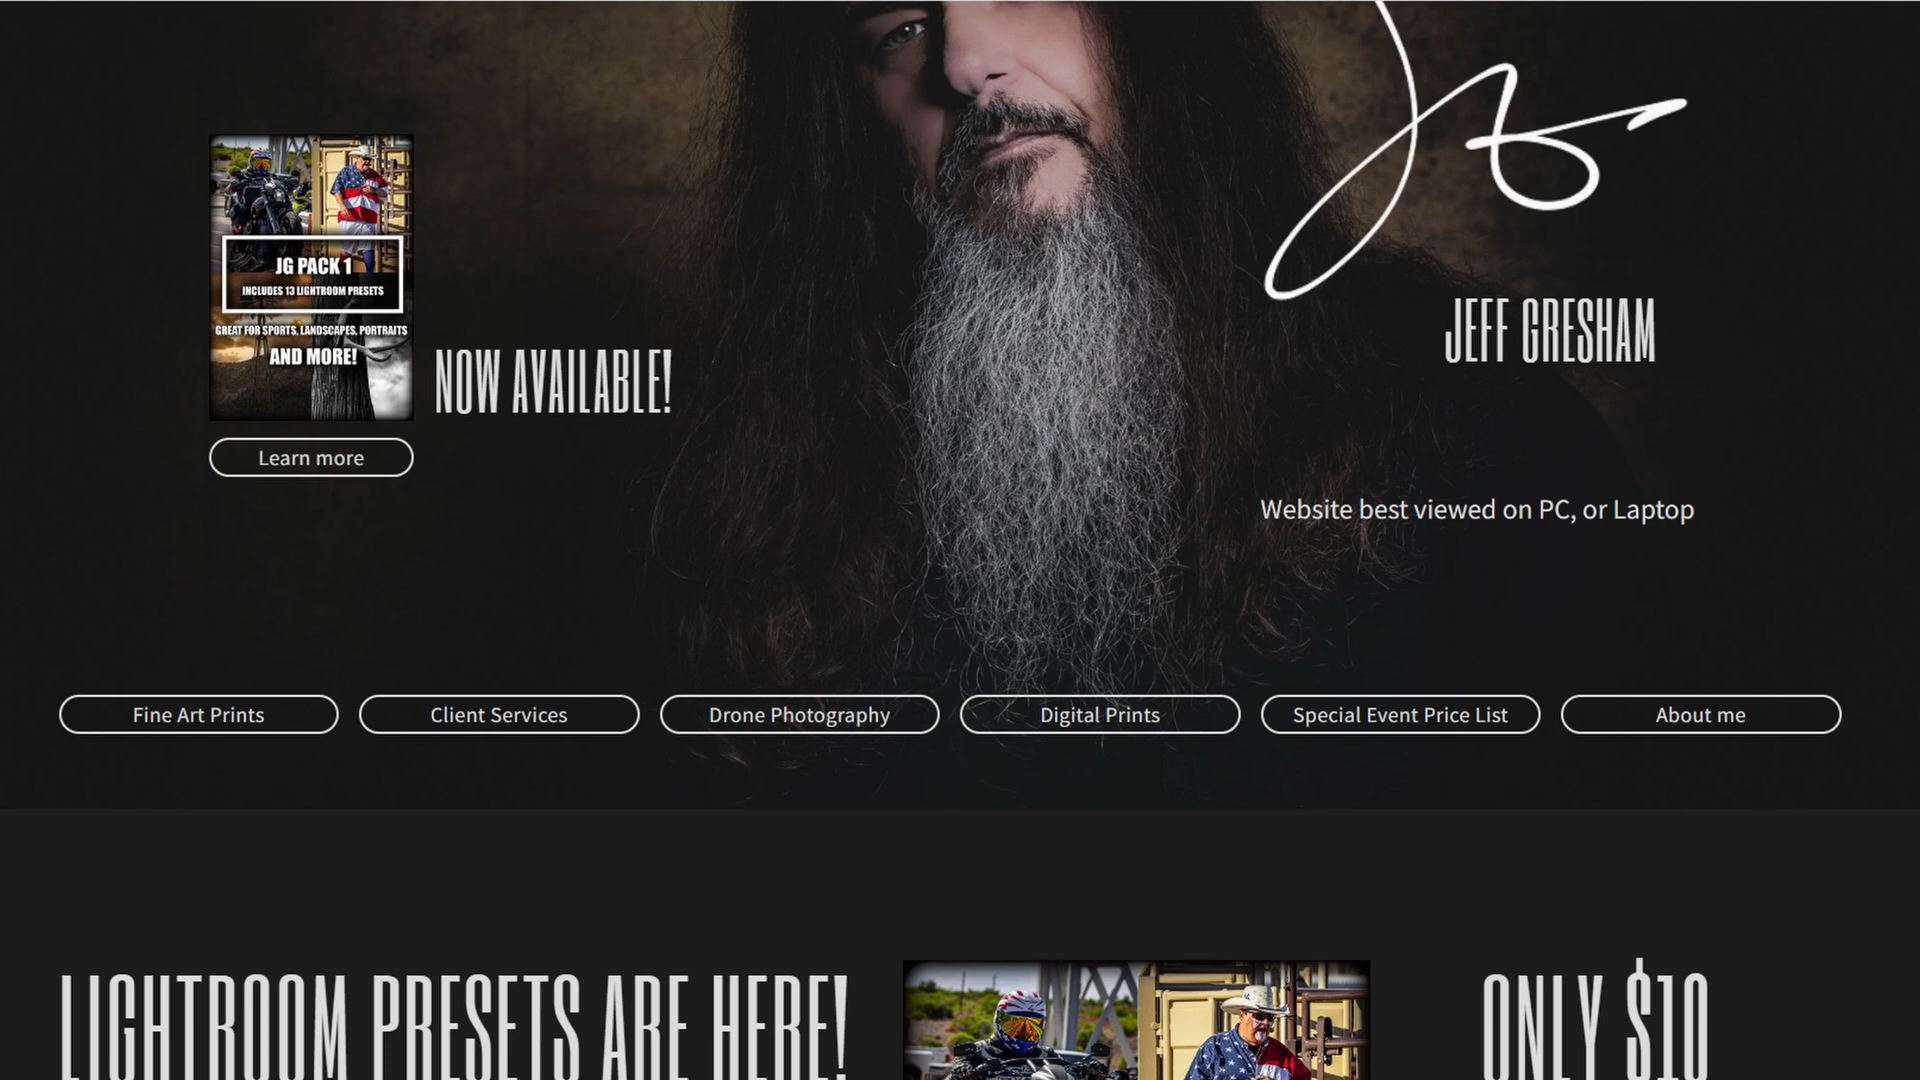 JG PACK 1
INCLUDES 13 LIGHTROOM PRESETS
GREAT FOR SPORTS, LANDSCAPES, PORTRAITS
AND MORE!
NOW AVAILABLE!
Learn more
JEFF GRESHAM
Website best viewed on PC, or Laptop
Fine Art Prints
Client Services
Drone Photography
Digital Prints
Special Event Price List
About me
LIGHTROOM PRESETS ARE HERE!
ONLY $10